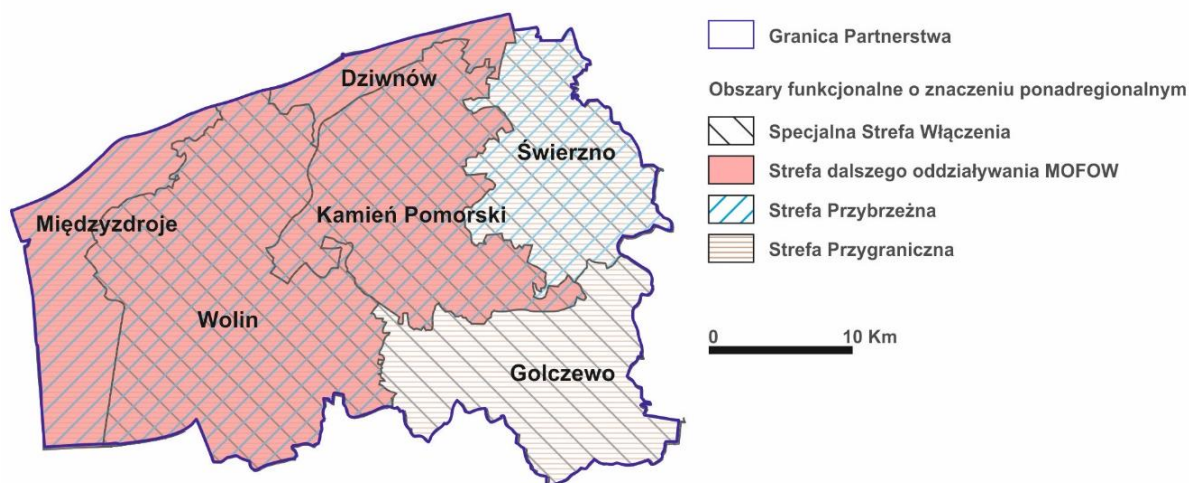 Dziwnów
Świerzno
Międzyzdroje
Kamień Pomorski
Wolin
Golczewo
Granica Partnerstwa
Obszary funkcjonalne o znaczeniu ponadregionalnym
Specjalna Strefa Włączenia
Strefa dalszego oddziaływania MOFOW
Strefa Przybrzeżna
Strefa Przygraniczna
0 10 Km